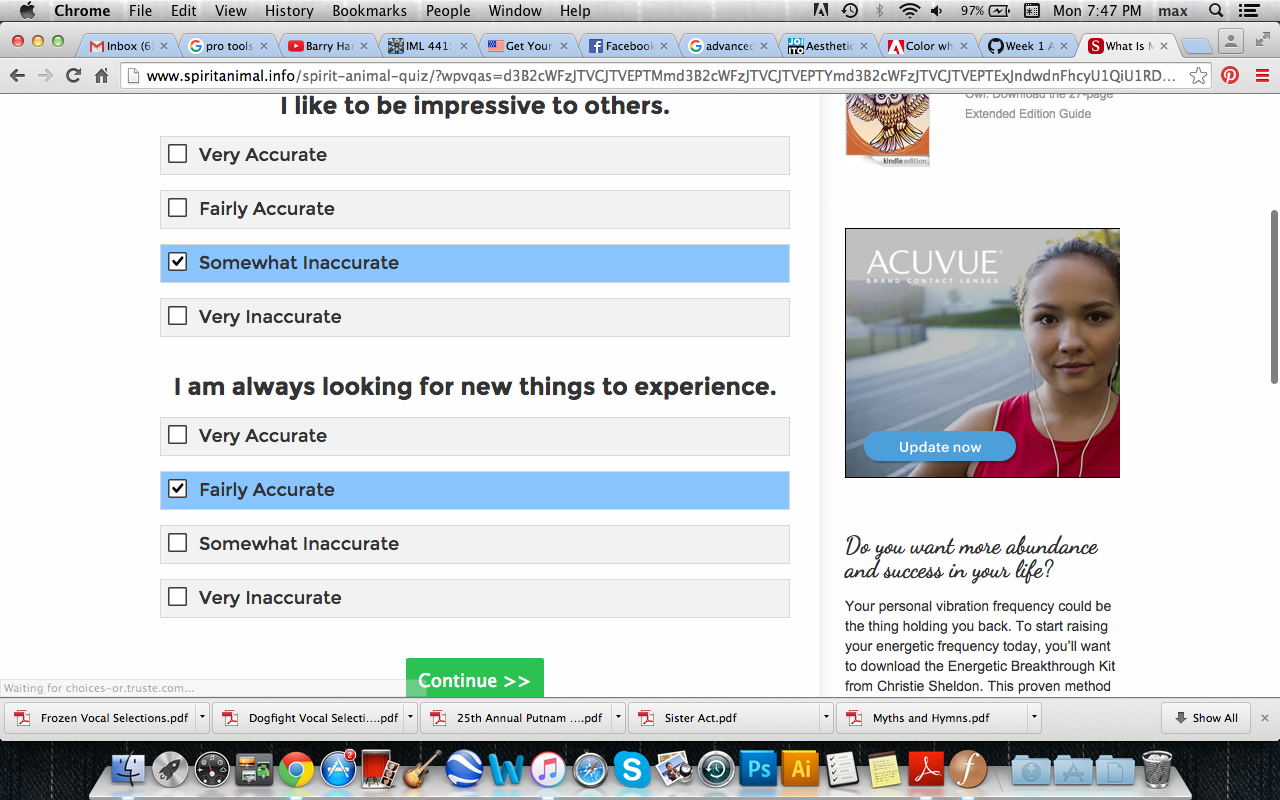 Chrome File Edit View History Bookmarks People Window Help 97% Mon 7:47 PM max
Inbox (6 pro tools Barry Ha IML 441: Get Your Facebook advanced JOI ITO Aesthetic Color wh Week 1 A S What Is M
www.spiritanimal.info/spirit-animal-quiz/?wpvqas=d3B2cWFzJTVCJTVEPTMmd3B2cWFzJTVCJTVEPTYmd3B2cWFzJTVCJTVEPTExJndwdnFhcyU1QiU1RD...
I like to be impressive to others.
Very Accurate
Fairly Accurate
Somewhat Inaccurate
Very Inaccurate
I am always looking for new things to experience.
Very Accurate
Fairly Accurate
Somewhat Inaccurate
Very Inaccurate
Continue >>
Owl. Download the 27-page
Extended Edition Guide
kindle edition
ACUVUE®
BRAND CONTACT LENSES
Update now
Do you want more abundance
and success in your life?
Your personal vibration frequency could be
the thing holding you back. To start raising
your energetic frequency today, you'll want
to download the Energetic Breakthrough Kit
from Christie Sheldon. This proven method
Waiting for choices-or.truste.com...
Frozen Vocal Selections.pdf Dogfight Vocal Selecti....pdf 25th Annual Putnam ....pdf Sister Act.pdf Myths and Hymns.pdf Show All
2 W S Ps Ai f